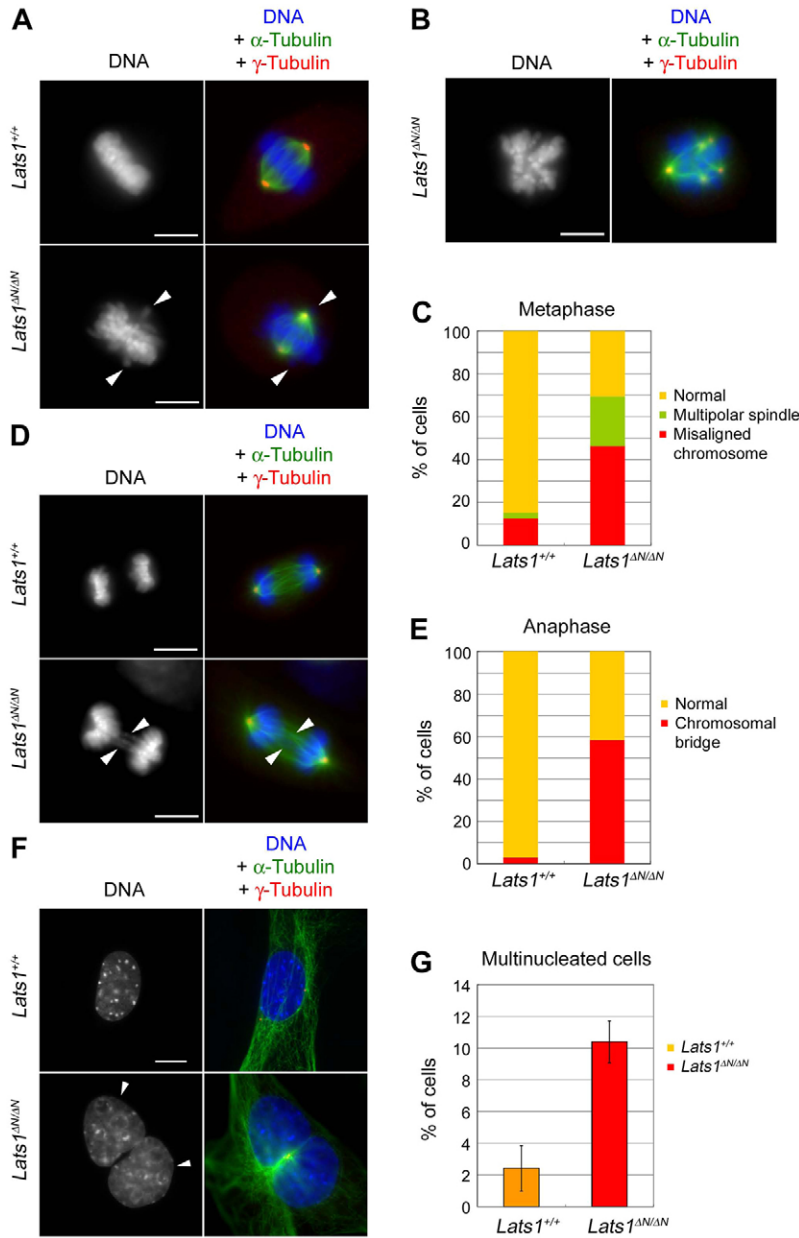 A
DNA
DNA
+ α-Tubulin
+ γ-Tubulin
Lats1+/+
Lats1ΔN/ΔN
B
DNA
DNA
+ α-Tubulin
+ γ-Tubulin
Lats1ΔN/ΔN
C
Metaphase
% of cells
100
80
60
40
20
0
Lats1+/+
Lats1ΔN/ΔN
Normal
Multipolar spindle
Misaligned
chromosome
D
DNA
DNA
+ α-Tubulin
+ γ-Tubulin
Lats1+/+
Lats1ΔN/ΔN
E
Anaphase
% of cells
100
80
60
40
20
0
Lats1+/+
Lats1ΔN/ΔN
Normal
Chromosomal
bridge
F
DNA
DNA
+ α-Tubulin
+ γ-Tubulin
Lats1+/+
Lats1ΔN/ΔN
G
Multinucleated cells
% of cells
14
12
10
8
6
4
2
0
Lats1+/+
Lats1ΔN/ΔN
Lats1+/+
Lats1ΔN/ΔN